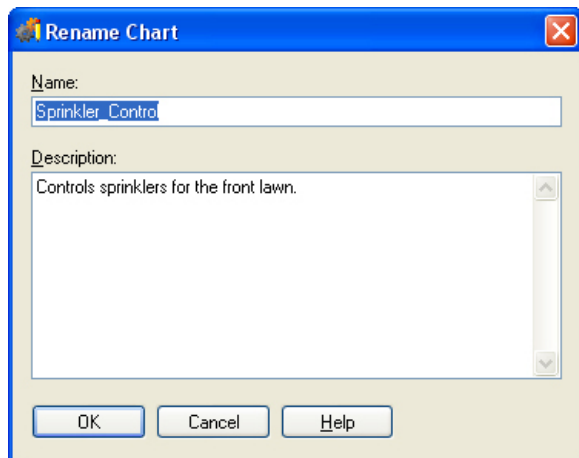 Rename Chart
Name:
Sprinkler_Control
Description:
Controls sprinklers for the front lawn.
OK
Cancel
Help